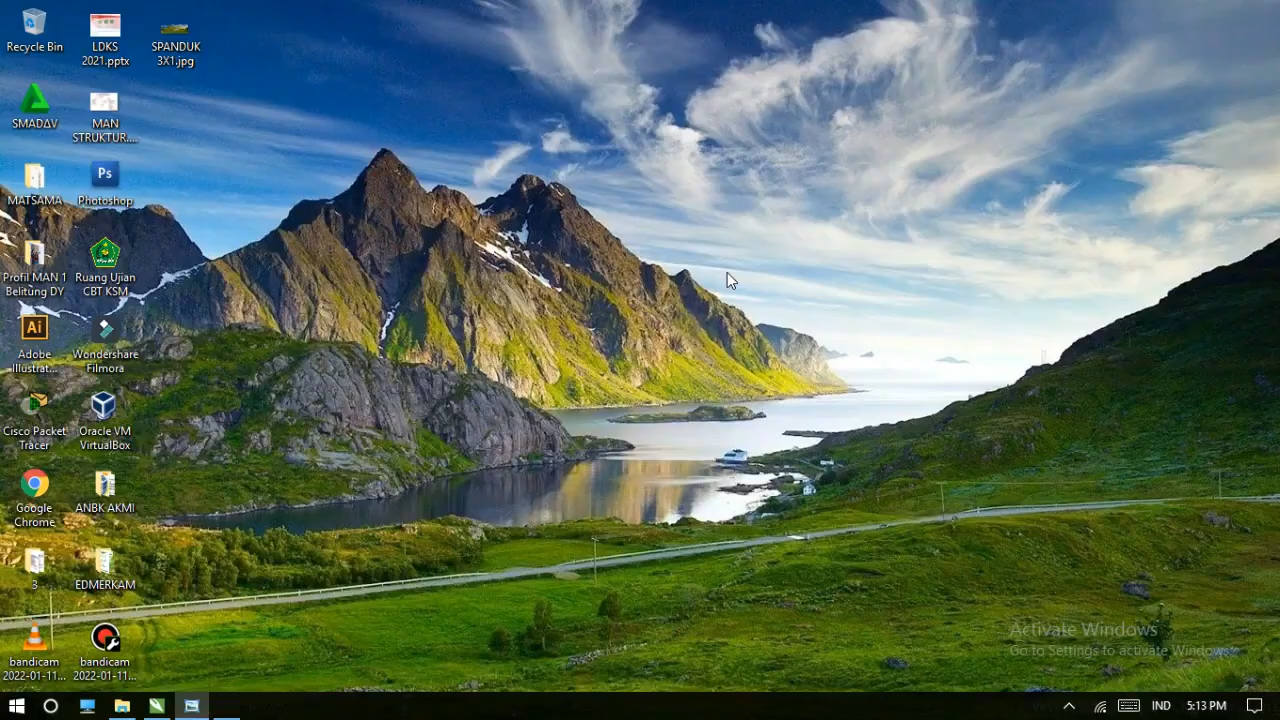 Recycle Bin
LDKS
2021.pptx
SPANDUK
3X1.jpg
SMADΔV
MAN
STRUKTUR....
MATSAMA
Ps
Photoshop
Profil MAN 1
Belitung DY
Ruang Ujian
CBT KSM
Ai
Adobe
Illustrat...
Wondershare
Filmora
Cisco Packet
Tracer
Oracle VM
VirtualBox
Google
Chrome
ANBK AKMI
3
EDMERKAM
bandicam
2022-01-11...
bandicam
2022-01-11...
Activate Windows
Go to Settings to activate Windows.
IND
5:13 PM